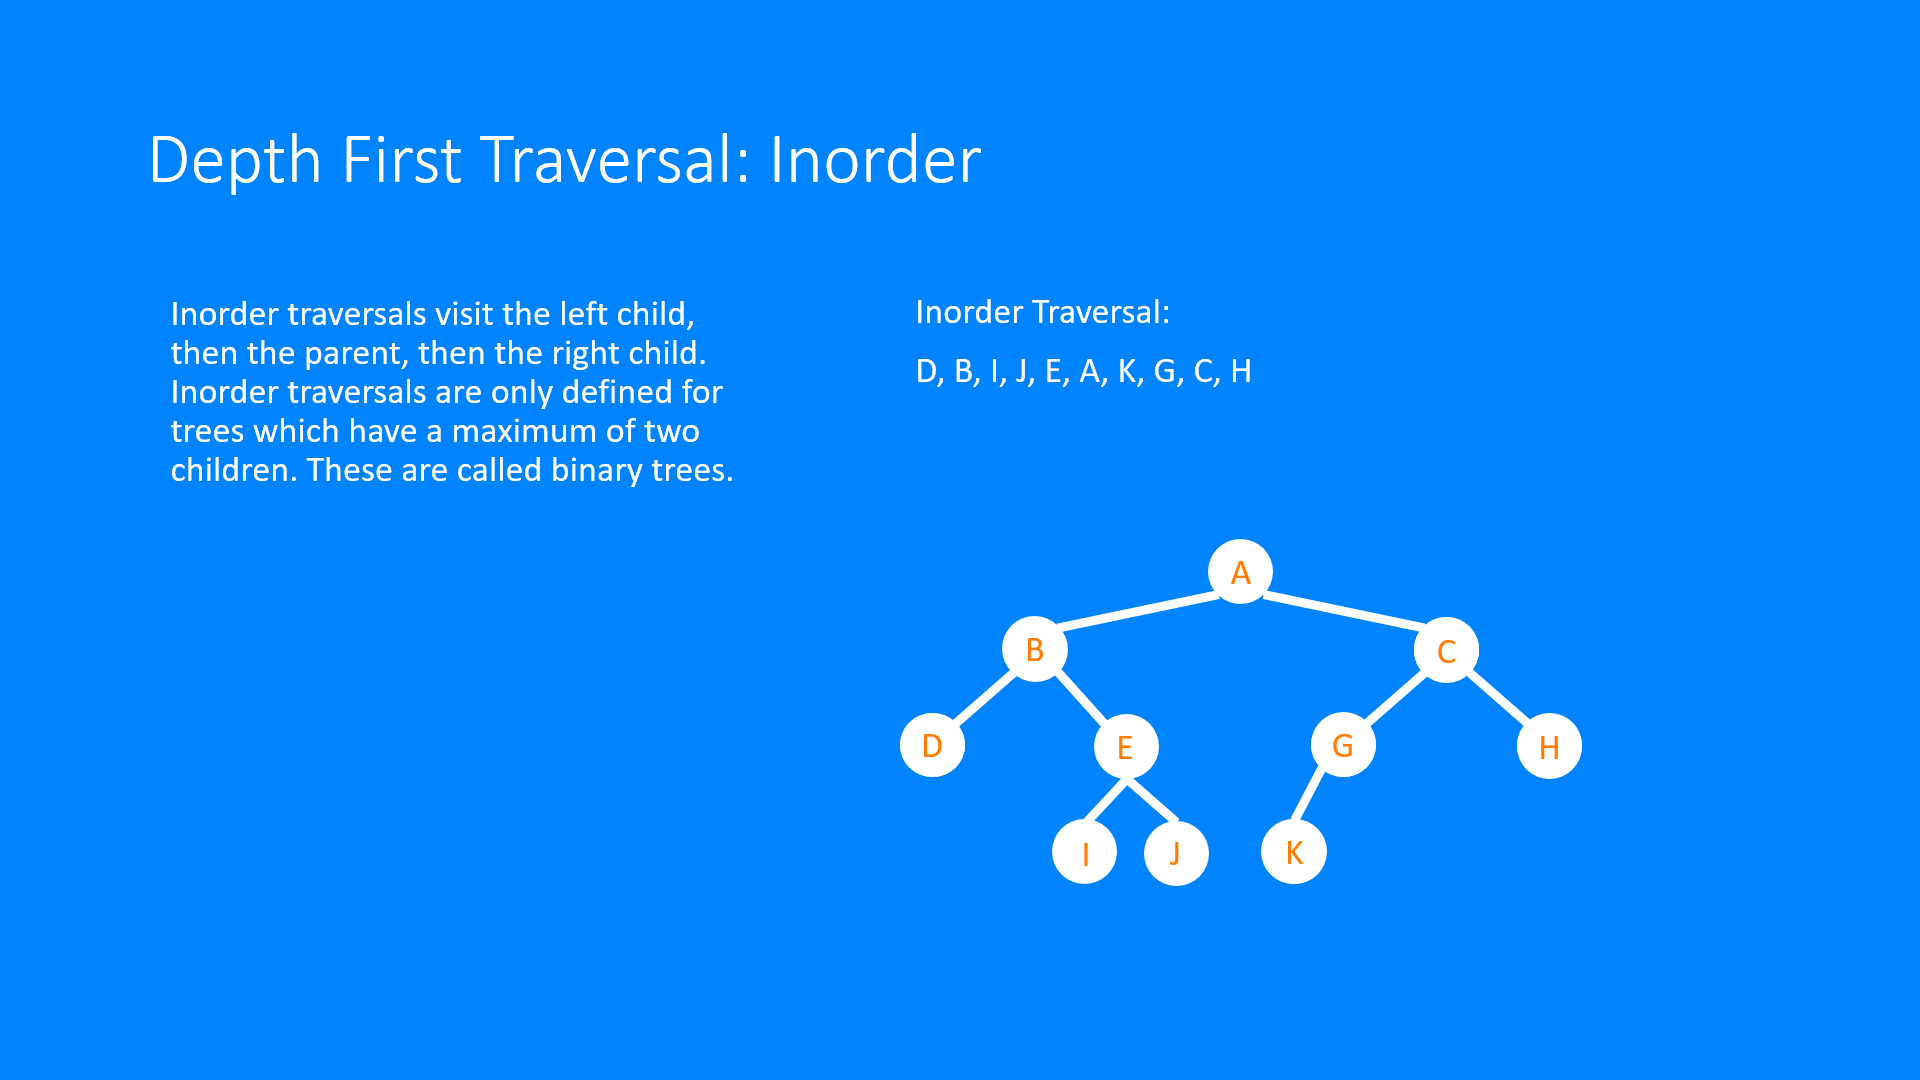 Depth First Traversal: Inorder
Inorder traversals visit the left child,
then the parent, then the right child.
Inorder traversals are only defined for
trees which have a maximum of two
children. These are called binary trees.
Inorder Traversal:
D, B, I, J, E, A, K, G, C, H
A
B
C
D
E
G
H
I
J
K